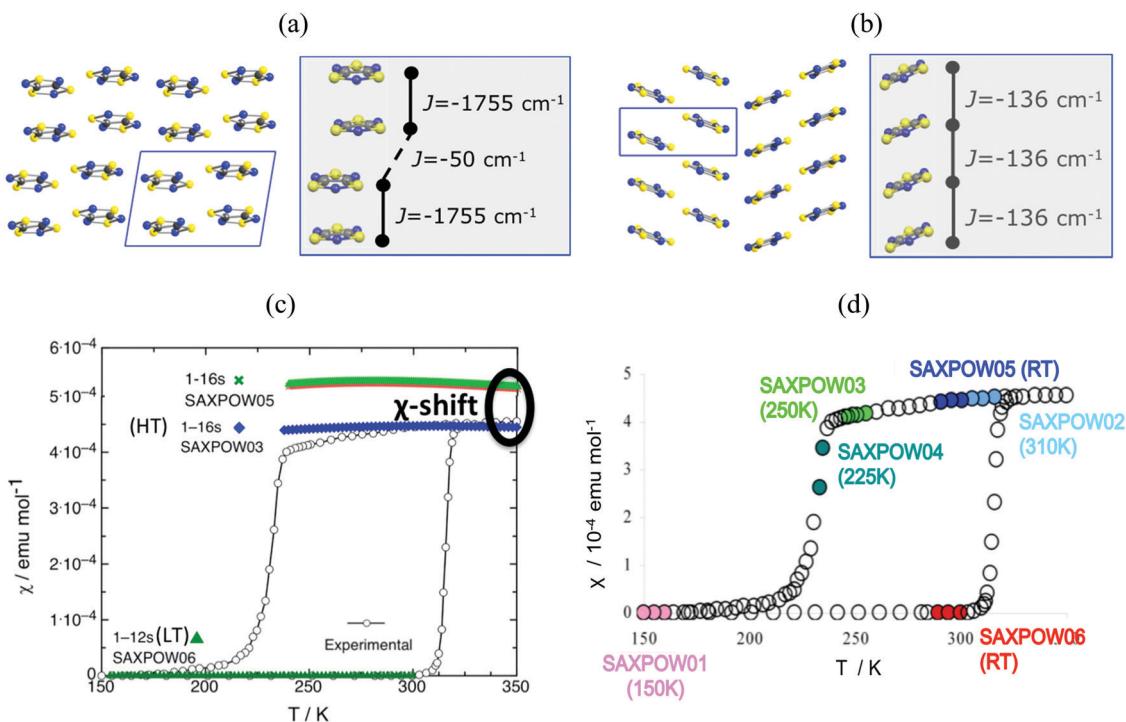 (a)
(b)
J=-1755 cm⁻¹
J=-50 cm⁻¹
J=-1755 cm⁻¹
J=-136 cm⁻¹
J=-136 cm⁻¹
J=-136 cm⁻¹
(c)
(d)
6·10⁻⁴
5·10⁻⁴
4·10⁻⁴
3·10⁻⁴
2·10⁻⁴
1·10⁻⁴
0
χ / emu mol⁻¹
1-16s
SAXPOW05
χ-shift
(HT)
1–16s
SAXPOW03
1–12s (LT)
SAXPOW06
Experimental
150 200 250 300 350
T / K
5
4
3
2
1
0
χ / 10⁻⁴ emu mol⁻¹
SAXPOW03
(250K)
SAXPOW05 (RT)
SAXPOW02
(310K)
SAXPOW04
(225K)
SAXPOW01
(150K)
SAXPOW06
(RT)
150 200 250 300
T / K